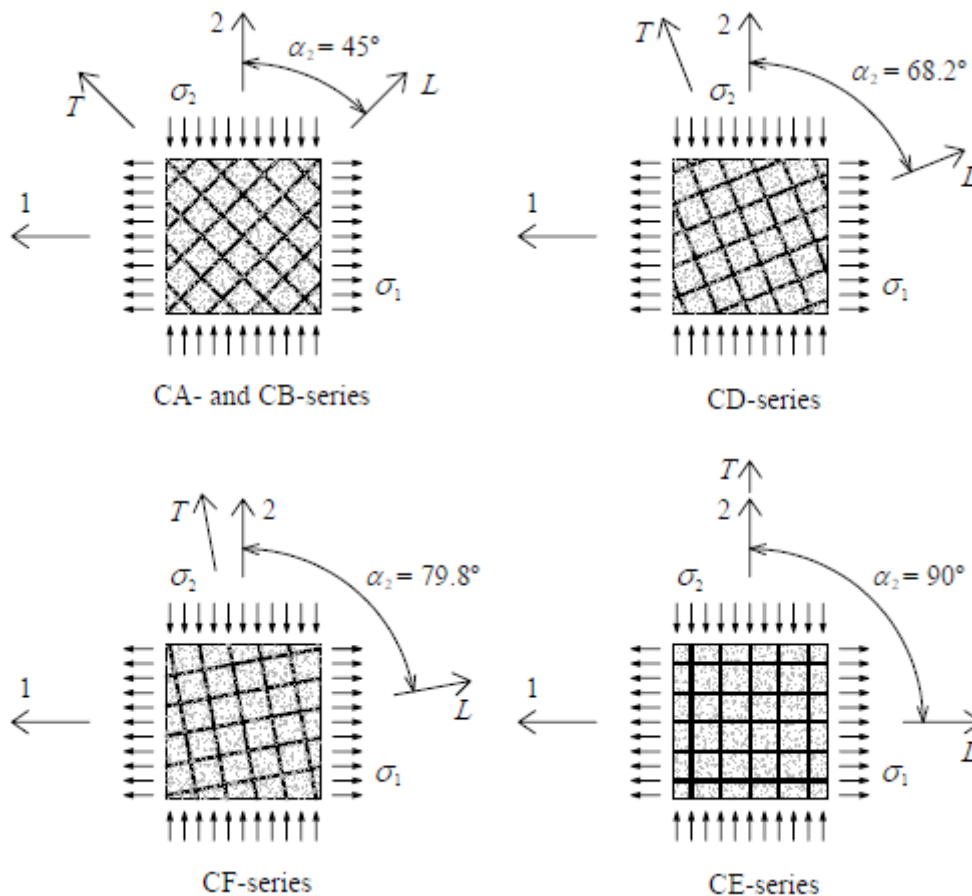 2
α₂ = 45°
T
L
σ₂
1
σ₁
CA- and CB-series
T
2
α₂ = 68.2°
σ₂
L
1
σ₁
CD-series
T
2
α₂ = 79.8°
σ₂
1
L
σ₁
CF-series
T
2
σ₂
α₂ = 90°
1
L
σ₁
CE-series